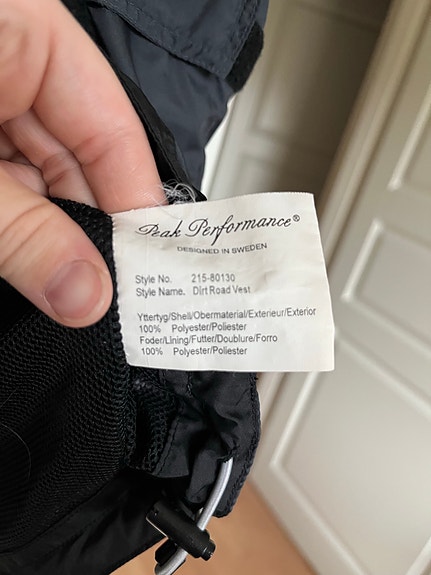 Peak Performance®
DESIGNED IN SWEDEN
Style No. 215-80130
Style Name. Dirt Road Vest
Yttertyg/Shell/Obermaterial/Exterieur/Exterior
100% Polyester/Poliester
Foder/Lining/Futter/Doublure/Forro
100% Polyester/Poliester